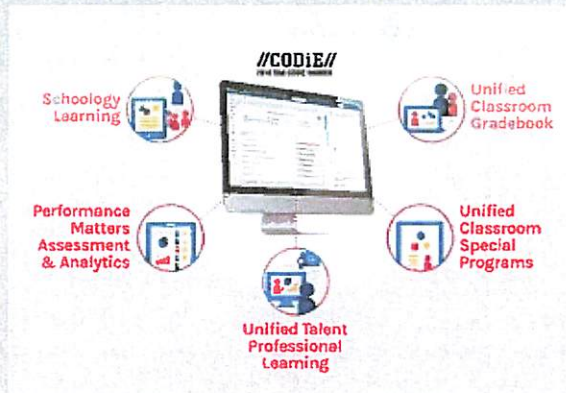 //CODiE//
Schoology
Learning
Unified
Classroom
Gradebook
Performance
Matters
Assessment
& Analytics
Unified
Classroom
Special
Programs
Unified Talent
Professional
Learning